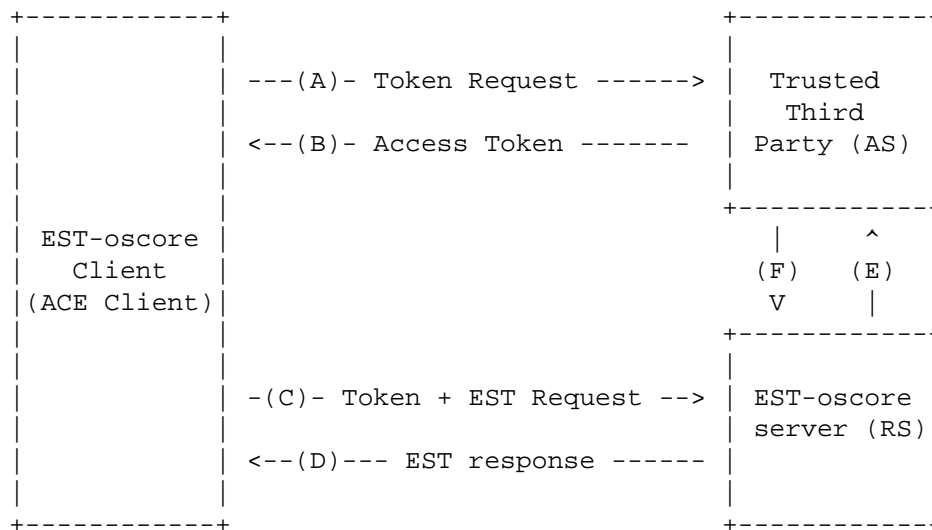 ---(A)- Token Request ------> Trusted
Third
<--(B)- Access Token ------- Party (AS)
EST-oscore | ^
Client (F) (E)
(ACE Client) V |
-(C)- Token + EST Request --> EST-oscore
server (RS)
<--(D)--- EST response ------